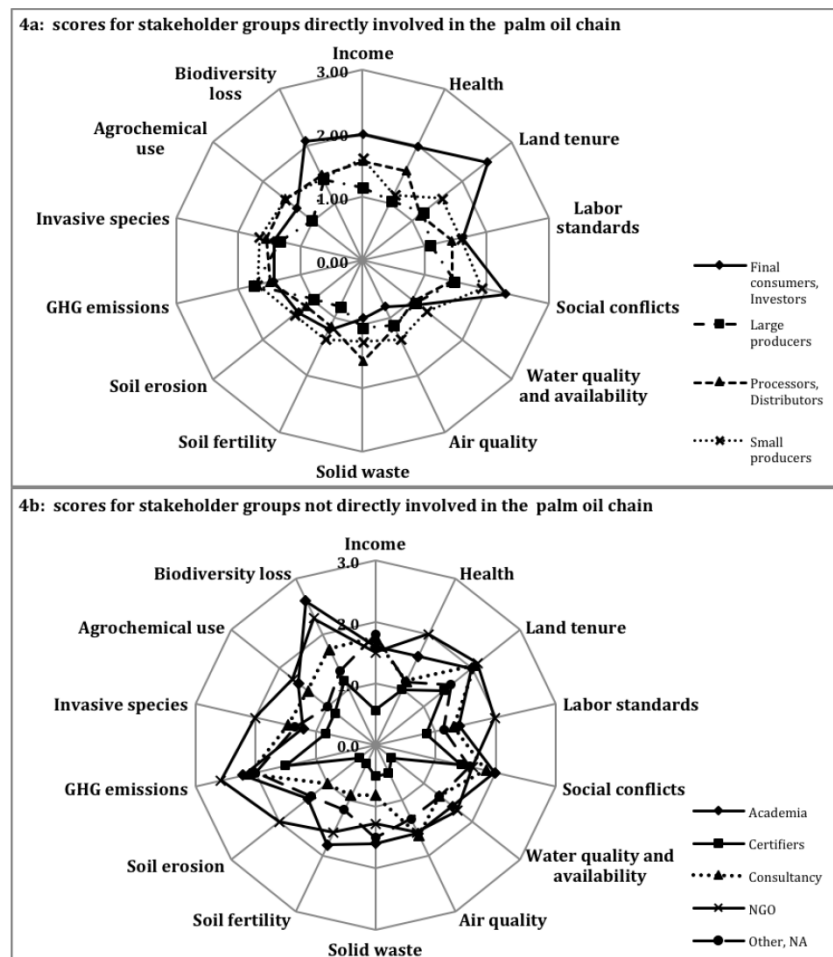 4a: scores for stakeholder groups directly involved in the palm oil chain
Income
3.00
Biodiversity
loss
Health
Agrochemical
use
Land tenure
2.00
1.00
Invasive species
Labor
standards
0.00
GHG emissions
Social conflicts
Soil erosion
Water quality
and availability
Soil fertility
Air quality
Solid waste
Final
consumers,
Investors
Large
producers
Processors,
Distributors
Small
producers
4b: scores for stakeholder groups not directly involved in the palm oil chain
Income
3.0
Biodiversity loss
Health
2.0
Agrochemical use
Land tenure
1.0
Invasive species
Labor standards
0.0
GHG emissions
Social conflicts
Soil erosion
Water quality and
availability
Soil fertility
Air quality
Solid waste
Academia
Certifiers
Consultancy
NGO
Other, NA